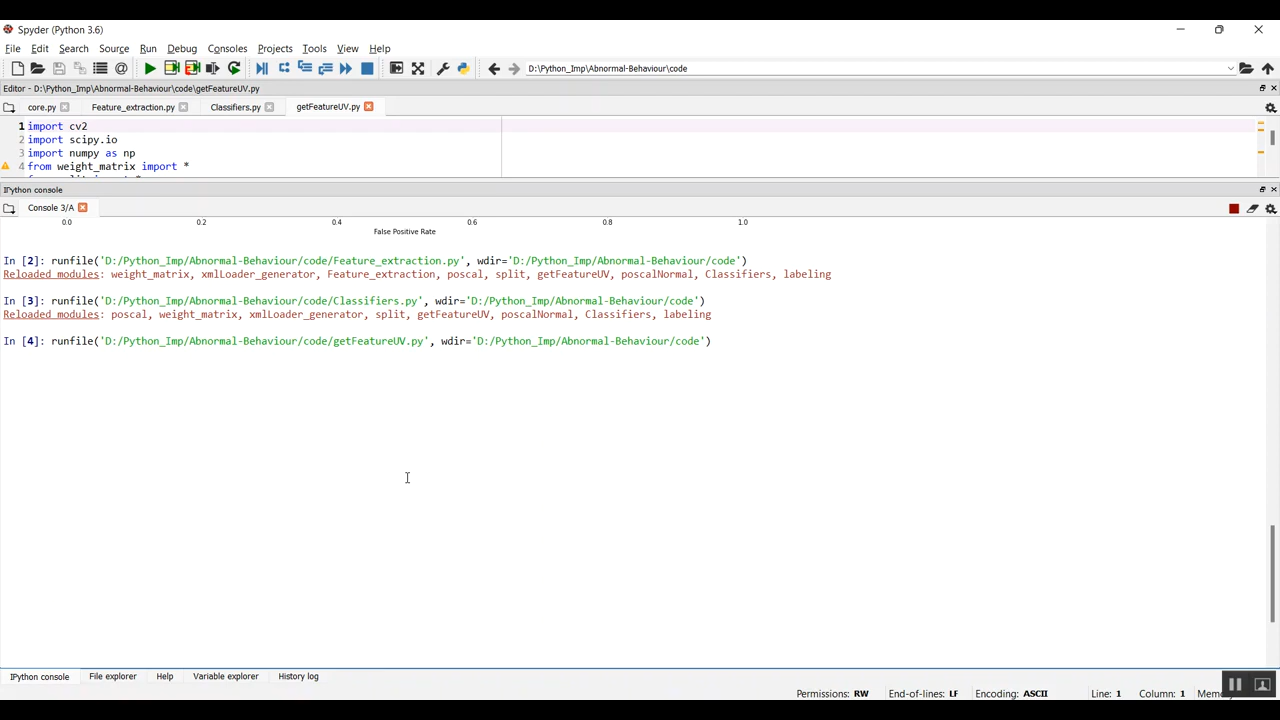 Spyder (Python 3.6)
File Edit Search Source Run Debug Consoles Projects Tools View Help
D:\Python_Imp\Abnormal-Behaviour\code
Editor - D:\Python_Imp\Abnormal-Behaviour\code\getFeatureUV.py
core.py Feature_extraction.py Classifiers.py getFeatureUV.py
1 import cv2
2 import scipy.io
3 import numpy as np
4 from weight_matrix import *
IPython console
Console 3/A
0.0 0.2 0.4 0.6 0.8 1.0
False Positive Rate
In [2]: runfile('D:/Python_Imp/Abnormal-Behaviour/code/Feature_extraction.py', wdir='D:/Python_Imp/Abnormal-Behaviour/code')
Reloaded modules: weight_matrix, xmlLoader_generator, Feature_extraction, poscal, split, getFeatureUV, poscalNormal, Classifiers, labeling
In [3]: runfile('D:/Python_Imp/Abnormal-Behaviour/code/Classifiers.py', wdir='D:/Python_Imp/Abnormal-Behaviour/code')
Reloaded modules: poscal, weight_matrix, xmlLoader_generator, split, getFeatureUV, poscalNormal, Classifiers, labeling
In [4]: runfile('D:/Python_Imp/Abnormal-Behaviour/code/getFeatureUV.py', wdir='D:/Python_Imp/Abnormal-Behaviour/code')
IPython console File explorer Help Variable explorer History log
Permissions: RW End-of-lines: LF Encoding: ASCII Line: 1 Column: 1